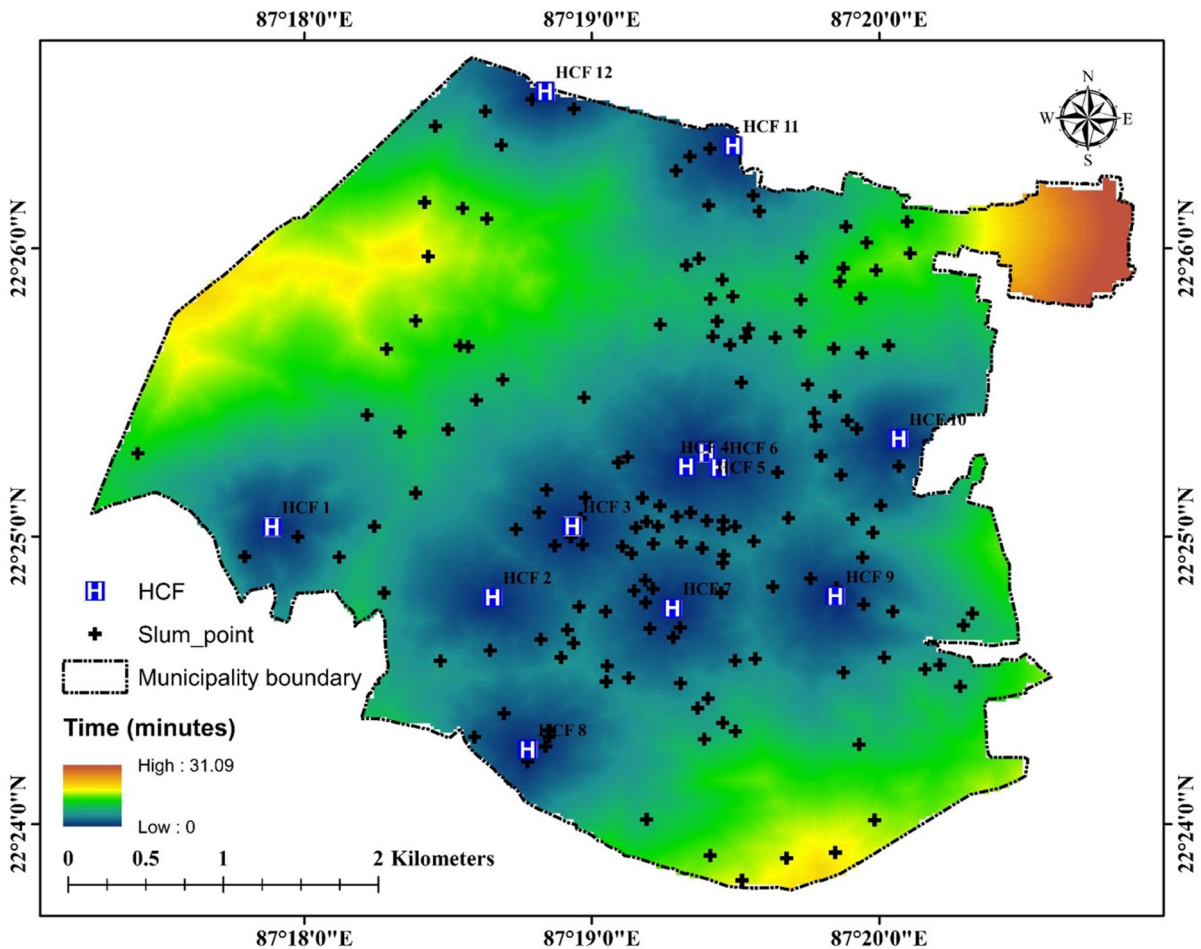 87°18'0"E 87°19'0"E 87°20'0"E
HCF 12
N
HCF 11
W E
S
22°26'0"N 22°26'0"N
HCF 10
HCF 4 HCF 6
HCF 5
HCF 1 HCF 3
22°25'0"N 22°25'0"N
HCF 2 HCF 7 HCF 9
HCF
Slum_point
Municipality boundary
HCF 8
Time (minutes)
High : 31.09
Low : 0
22°24'0"N 22°24'0"N
0 0.5 1 2 Kilometers
87°18'0"E 87°19'0"E 87°20'0"E